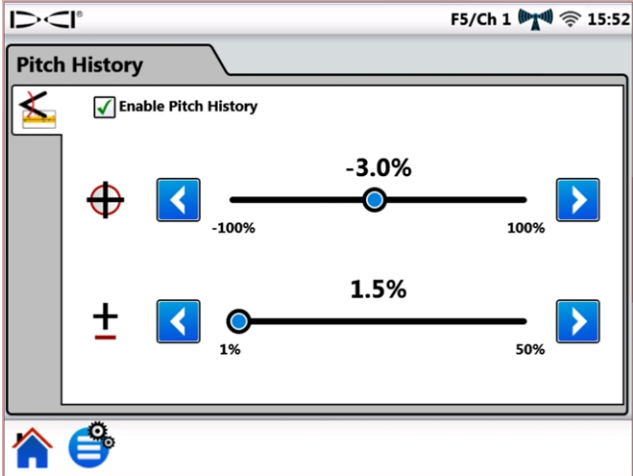 DCI® F5/Ch 1 15:52
Pitch History
Enable Pitch History
-3.0%
-100% 100%
1.5%
1% 50%